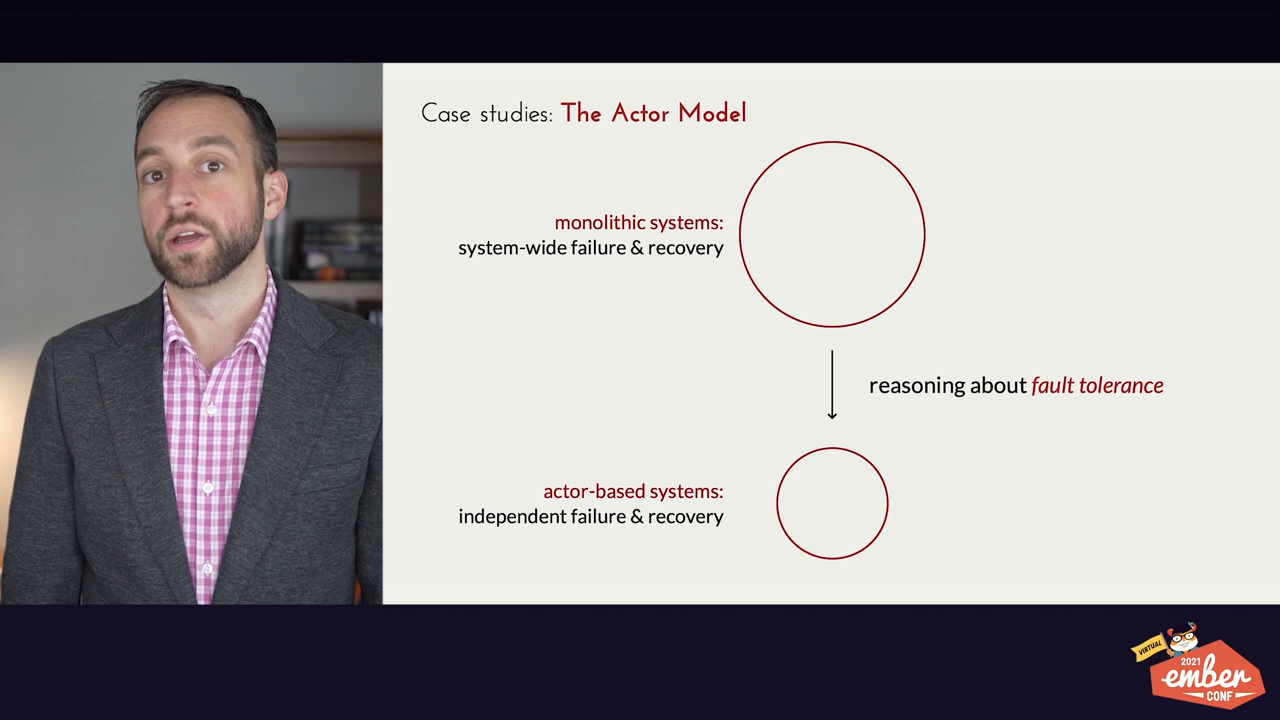 Case studies: The Actor Model
monolithic systems:
system-wide failure & recovery
reasoning about fault tolerance
actor-based systems:
independent failure & recovery
VIRTUAL
2021
ember
CONF